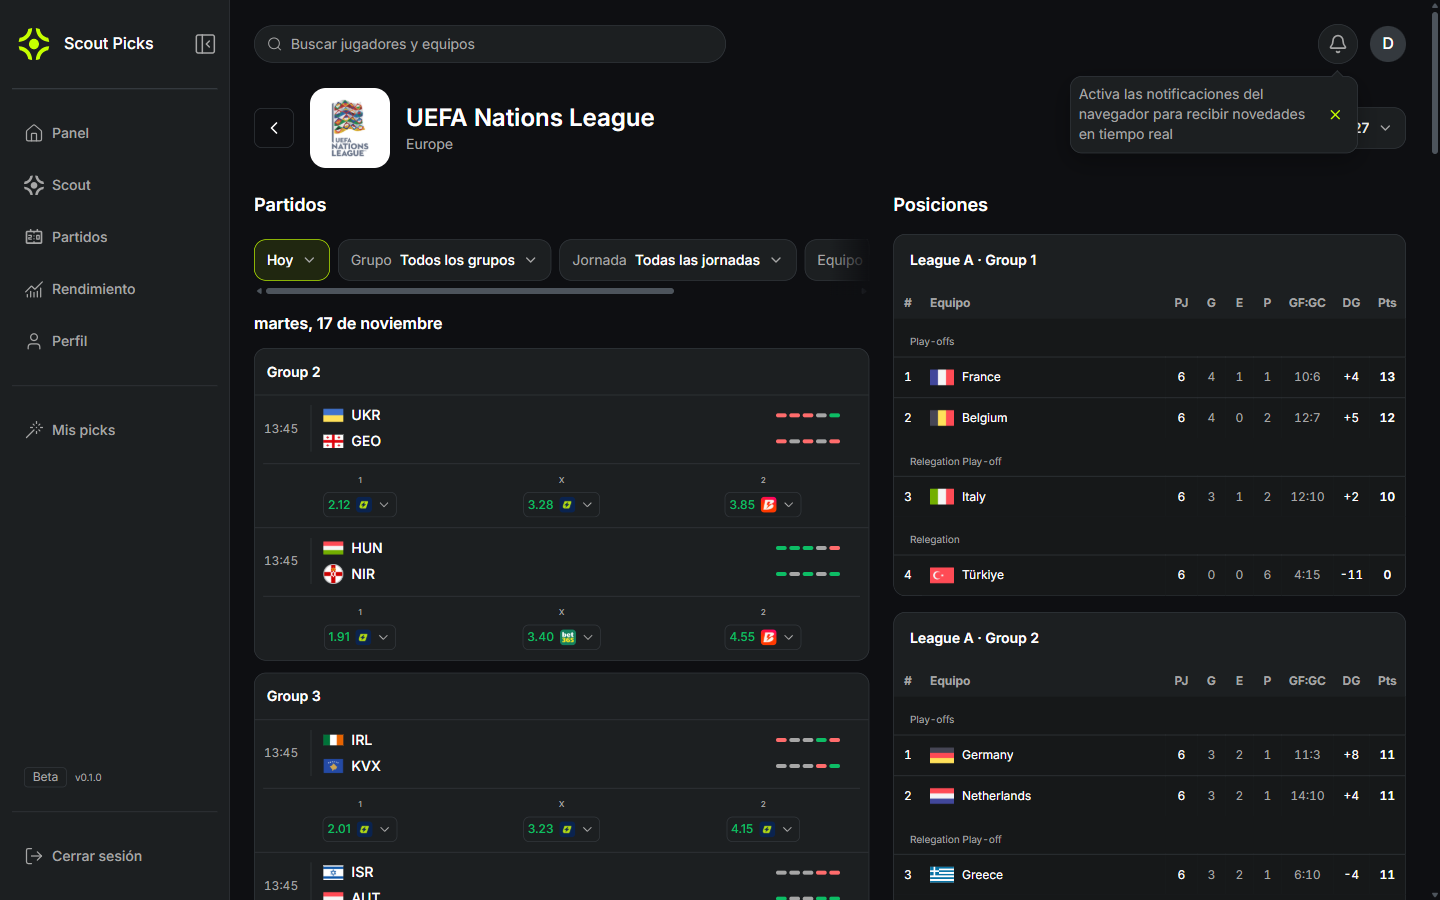 Scout Picks
Panel
Scout
Partidos
Rendimiento
Perfil
Mis picks
Beta v0.1.0
Cerrar sesión
Buscar jugadores y equipos
D
Activa las notificaciones del
navegador para recibir novedades
en tiempo real
27
UEFA
NATIONS
LEAGUE
UEFA Nations League
Europe
Partidos
Hoy
Grupo Todos los grupos
Jornada Todas las jornadas
Equipo
martes, 17 de noviembre
Group 2
13:45
UKR
GEO
1 X 2
2.12 3.28 3.85
13:45
HUN
NIR
1 X 2
1.91 3.40 bet365 4.55
Group 3
13:45
IRL
KVX
1 X 2
2.01 3.23 4.15
13:45
ISR
AUT
Posiciones
League A · Group 1
# Equipo PJ G E P GF:GC DG Pts
Play-offs
1 France 6 4 1 1 10:6 +4 13
2 Belgium 6 4 0 2 12:7 +5 12
Relegation Play-off
3 Italy 6 3 1 2 12:10 +2 10
Relegation
4 Türkiye 6 0 0 6 4:15 -11 0
League A · Group 2
# Equipo PJ G E P GF:GC DG Pts
Play-offs
1 Germany 6 3 2 1 11:3 +8 11
2 Netherlands 6 3 2 1 14:10 +4 11
Relegation Play-off
3 Greece 6 3 2 1 6:10 -4 11